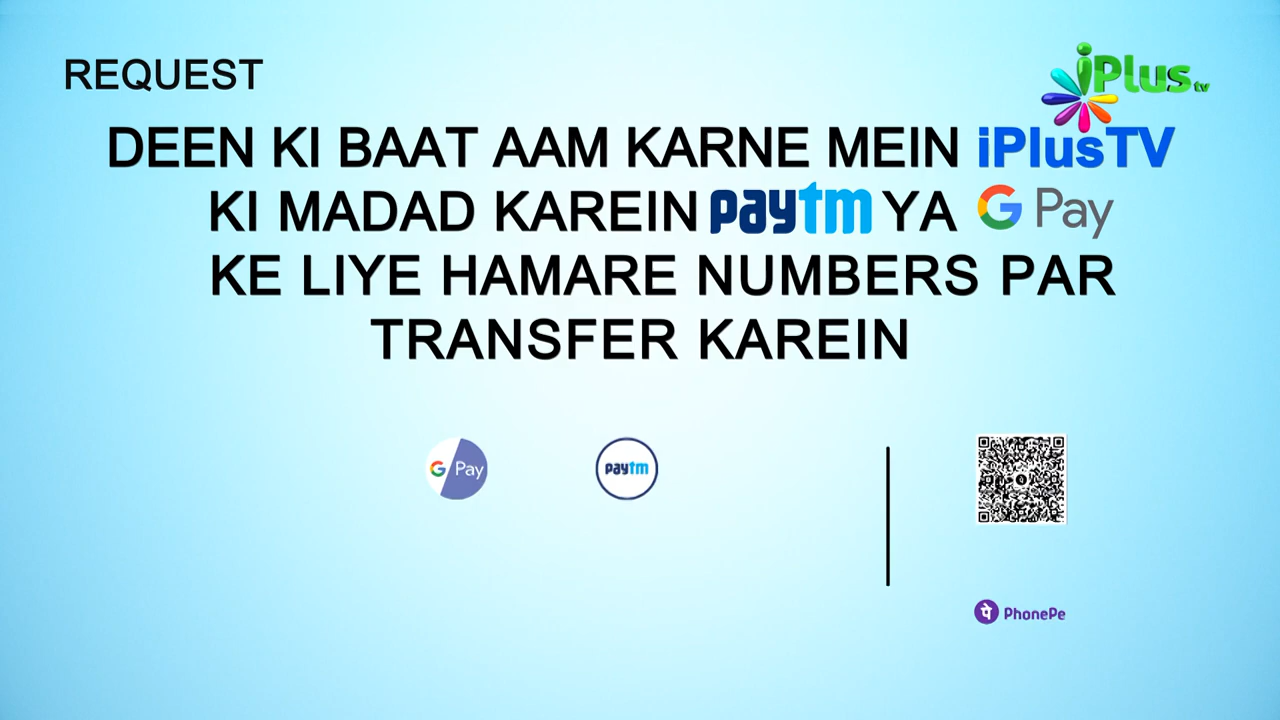 iPlus tv
REQUEST
DEEN KI BAAT AAM KARNE MEIN iPlusTV
KI MADAD KAREIN paytm YA G Pay
KE LIYE HAMARE NUMBERS PAR
TRANSFER KAREIN
G Pay paytm
पे PhonePe